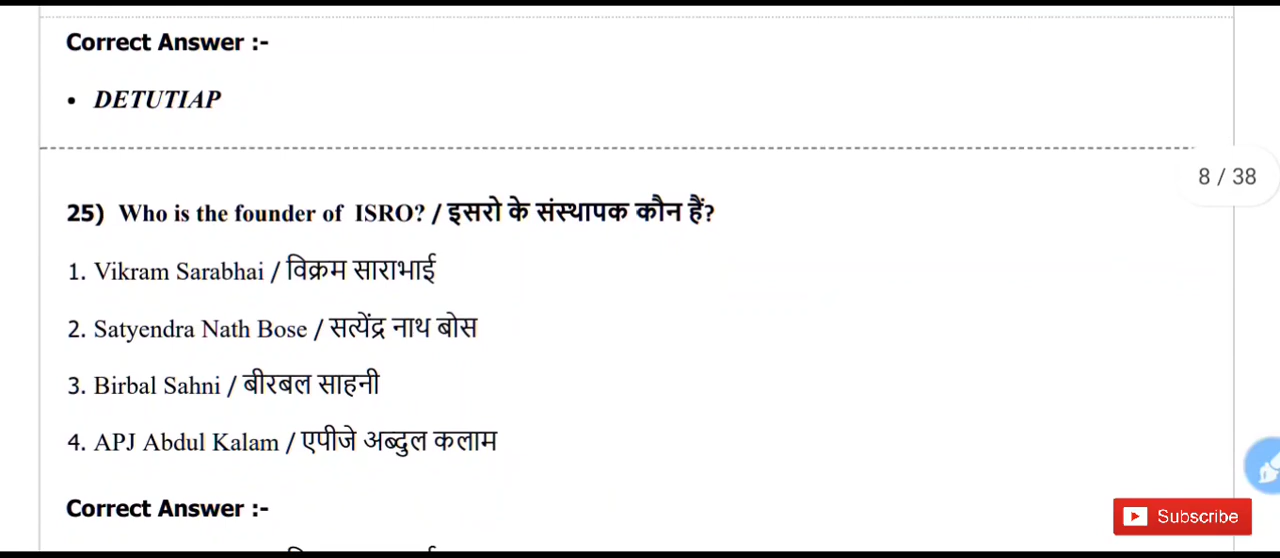 Correct Answer :-
• DETUTIAP
8 / 38
25) Who is the founder of ISRO? / इसरो के संस्थापक कौन हैं?
1. Vikram Sarabhai / विक्रम साराभाई
2. Satyendra Nath Bose / सत्येंद्र नाथ बोस
3. Birbal Sahni / बीरबल साहनी
4. APJ Abdul Kalam / एपीजे अब्दुल कलाम
Correct Answer :-
Subscribe